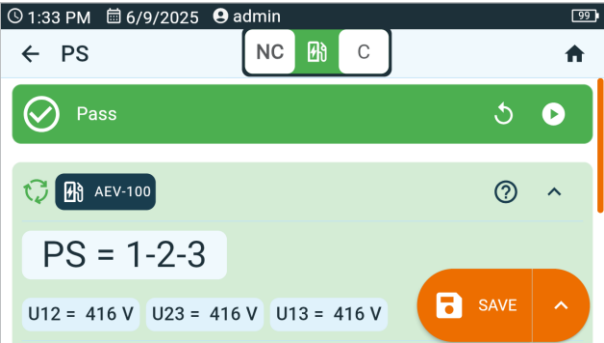 1:33 PM 6/9/2025 admin 99
PS NC C
Pass
AEV-100
PS = 1-2-3
U12 = 416 V U23 = 416 V U13 = 416 V
SAVE